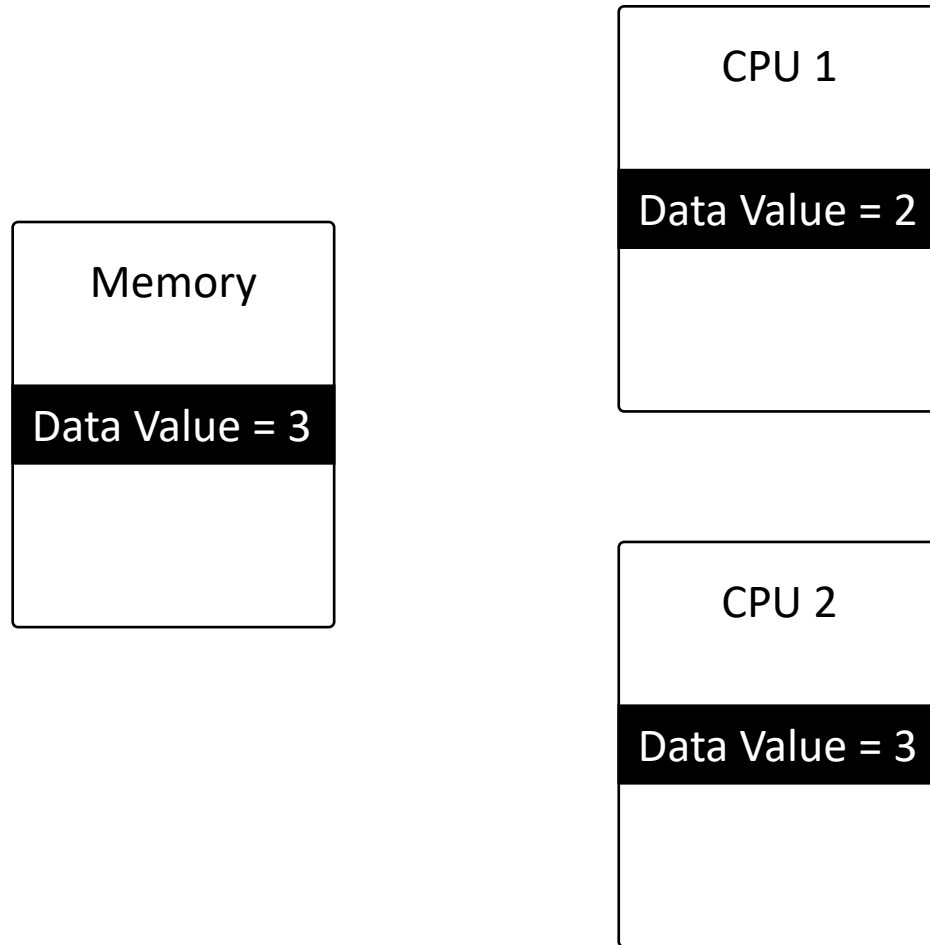 CPU 1
Data Value = 2
Memory
Data Value = 3
CPU 2
Data Value = 3